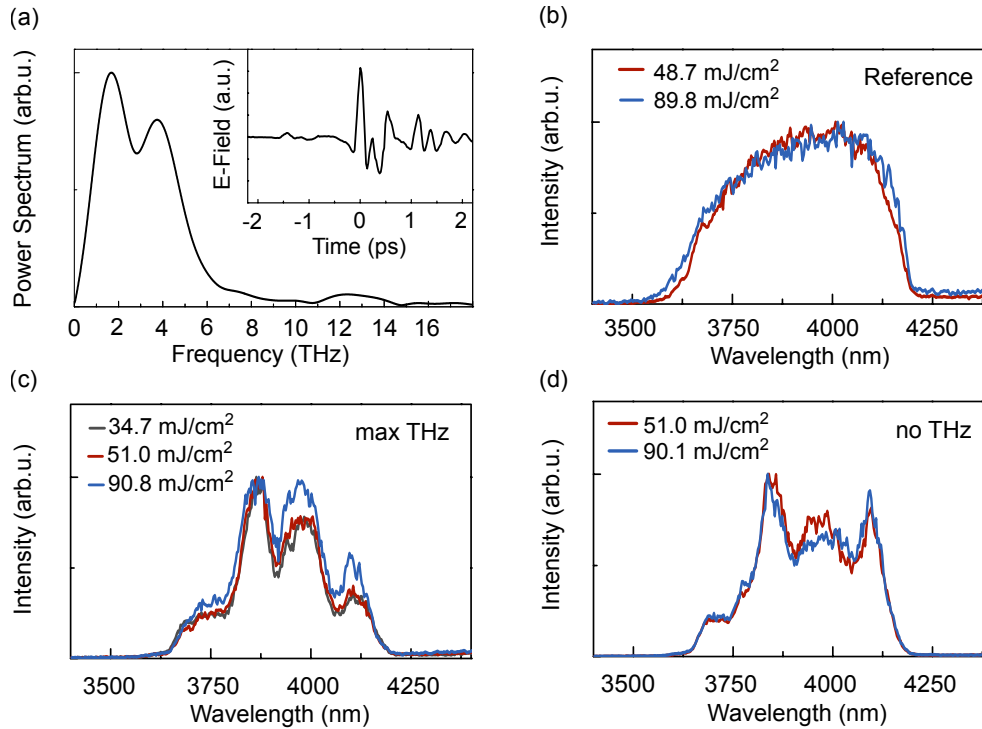 (a)
Power Spectrum (arb.u.)
0 2 4 6 8 10 12 14 16
Frequency (THz)
E-Field (a.u.)
-2 -1 0 1 2
Time (ps)
(b)
48.7 mJ/cm²
89.8 mJ/cm²
Reference
Intensity (arb.u.)
3500 3750 4000 4250
Wavelength (nm)
(c)
34.7 mJ/cm²
51.0 mJ/cm²
90.8 mJ/cm²
max THz
Intensity (arb.u.)
3500 3750 4000 4250
Wavelength (nm)
(d)
51.0 mJ/cm²
90.1 mJ/cm²
no THz
Intensity (arb.u.)
3500 3750 4000 4250
Wavelength (nm)